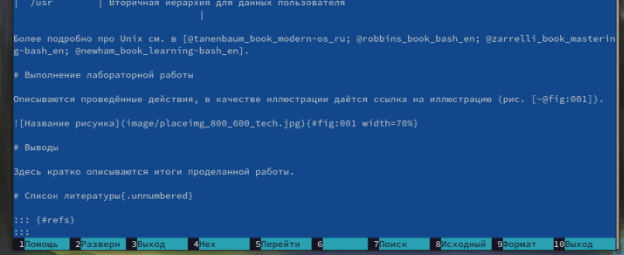 | /usr | Вторичная иерархия для данных пользователя
|
Более подробно про Unix см. в [@tanenbaum_book_modern-os_ru; @robbins_book_bash_en; @zarrelli_book_masterin
g-bash_en; @newham_book_learning-bash_en].
# Выполнение лабораторной работы
Описываются проведённые действия, в качестве иллюстрации даётся ссылка на иллюстрацию (рис. [-@fig:001]).
![Название рисунка](image/placeimg_800_600_tech.jpg){#fig:001 width=70%}
# Выводы
Здесь кратко описываются итоги проделанной работы.
# Список литературы{.unnumbered}
::: {#refs}
:::
1Помощь 2Разверн 3Выход 4Hex 5Перейти 6 7Поиск 8Исходный 9Формат 10Выход